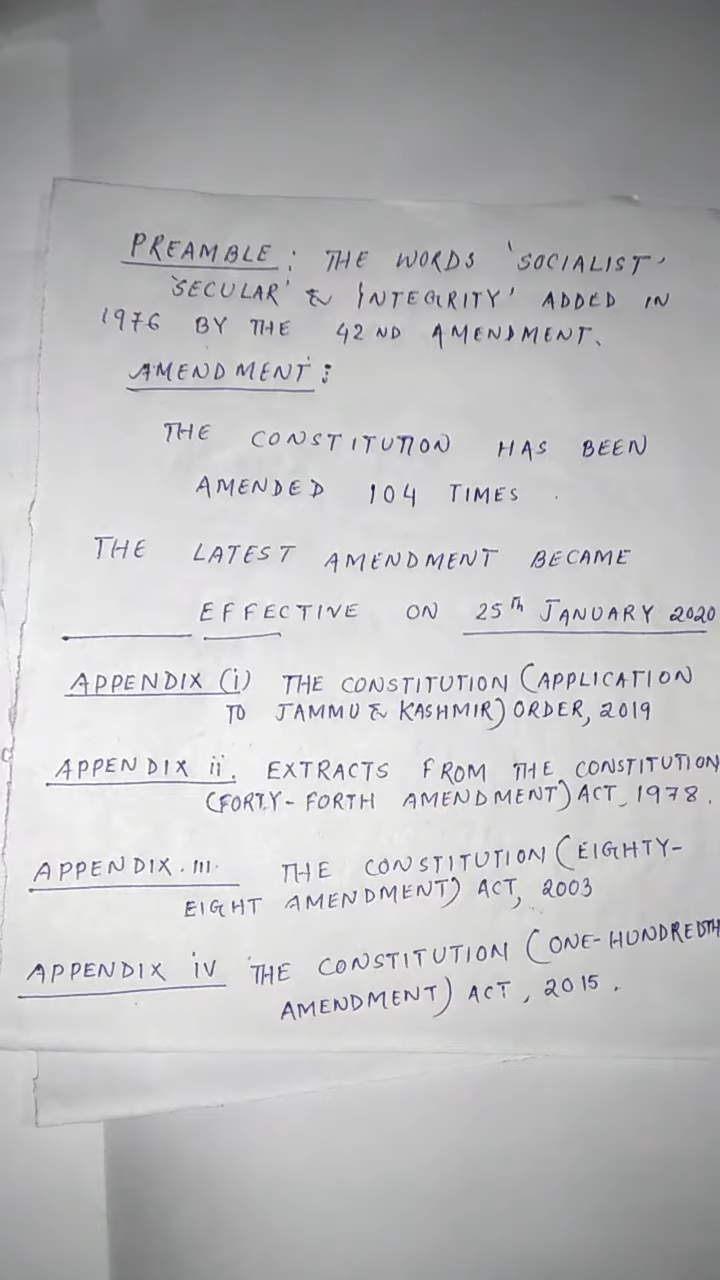 PREAMBLE : THE WORDS 'SOCIALIST'
'SECULAR' & 'INTEGRITY' ADDED IN
1976 BY THE 42ND AMENDMENT.
AMENDMENT :
THE CONSTITUTION HAS BEEN
AMENDED 104 TIMES .
THE LATEST AMENDMENT BECAME
EFFECTIVE ON 25th JANUARY 2020
APPENDIX (i) THE CONSTITUTION (APPLICATION
TO JAMMU & KASHMIR) ORDER, 2019
APPENDIX ii. EXTRACTS FROM THE CONSTITUTION
(FORTY-FORTH AMENDMENT) ACT, 1978.
APPENDIX.III. THE CONSTITUTION (EIGHTY-
EIGHT AMENDMENT) ACT, 2003
APPENDIX iv THE CONSTITUTION (ONE-HUNDREDTH
AMENDMENT) ACT, 2015.